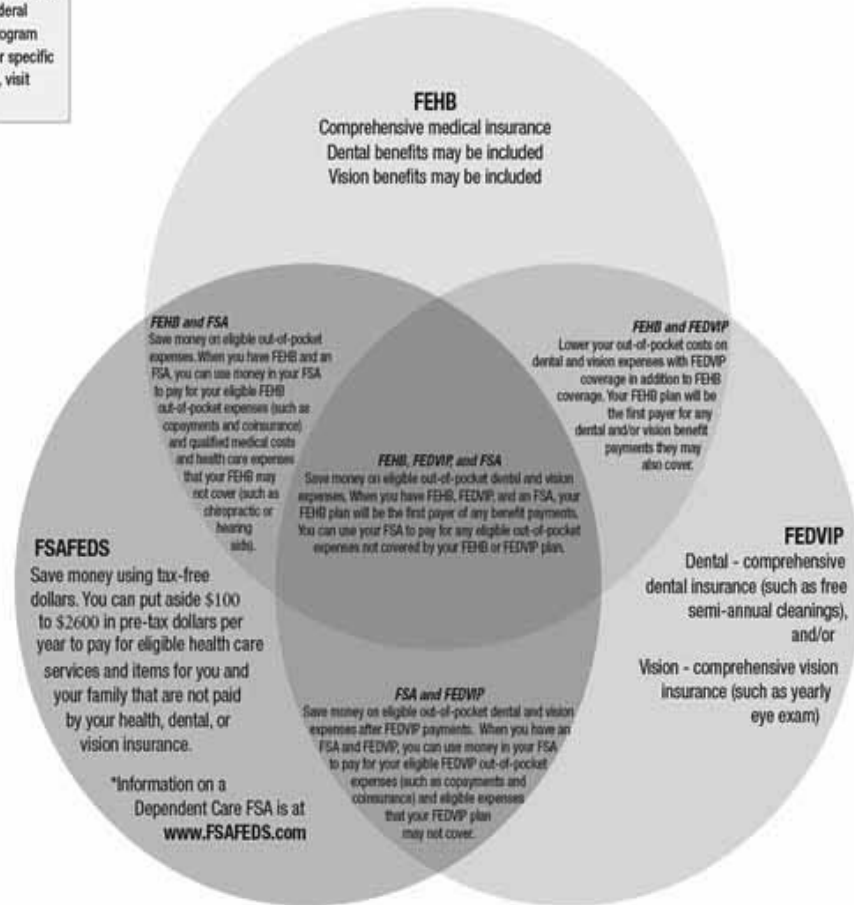 deral
ogram
r specific
, visit
FEHB
Comprehensive medical insurance
Dental benefits may be included
Vision benefits may be included
FEHB and FSA
Save money on eligible out-of-pocket
expenses. When you have FEHB and an
FSA, you can use money in your FSA
to pay for your eligible FEHB
out-of-pocket expenses (such as
copayments and coinsurance)
and qualified medical costs
and health care expenses
that your FEHB may
not cover (such as
chiropractic or
hearing
aids).
FEHB and FEDVIP
Lower your out-of-pocket costs on
dental and vision expenses with FEDVIP
coverage in addition to FEHB
coverage. Your FEHB plan will be
the first payer for any
dental and/or vision benefit
payments they may
also cover.
FEHB, FEDVIP, and FSA
Save money on eligible out-of-pocket dental and vision
expenses. When you have FEHB, FEDVIP, and an FSA, your
FEHB plan will be the first payer of any benefit payments.
You can use your FSA to pay for any eligible out-of-pocket
expenses not covered by your FEHB or FEDVIP plan.
FSAFEDS
Save money using tax-free
dollars. You can put aside $100
to $2600 in pre-tax dollars per
year to pay for eligible health care
services and items for you and
your family that are not paid
by your health, dental, or
vision insurance.
*Information on a
Dependent Care FSA is at
www.FSAFEDS.com
FEDVIP
Dental - comprehensive
dental insurance (such as free
semi-annual cleanings),
and/or
Vision - comprehensive vision
insurance (such as yearly
eye exam)
FSA and FEDVIP
Save money on eligible out-of-pocket dental and vision
expenses after FEDVIP payments. When you have an
FSA and FEDVIP, you can use money in your FSA
to pay for your eligible FEDVIP out-of-pocket
expenses (such as copayments and
coinsurance) and eligible expenses
that your FEDVIP plan
may not cover.